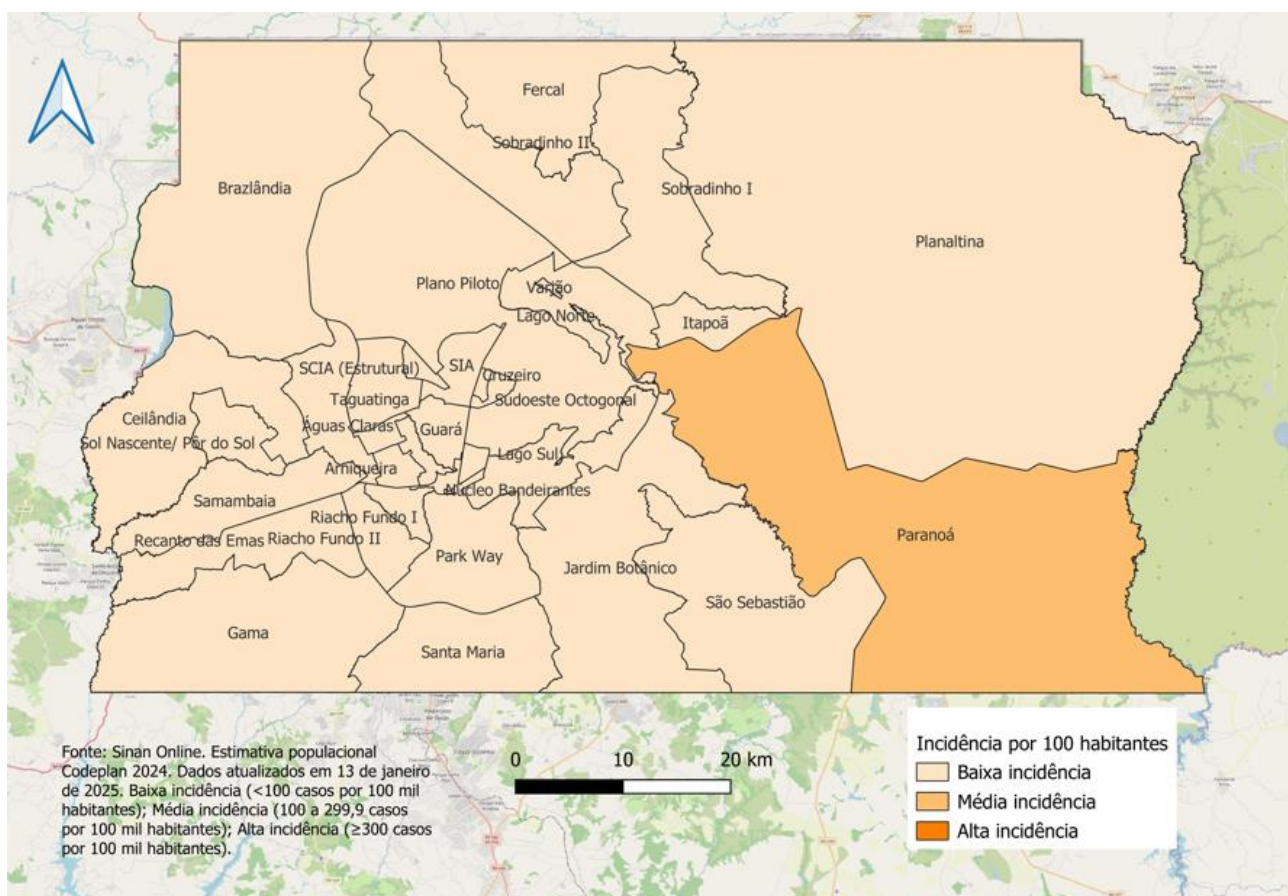 Fercal
Sobradinho II
Brazlândia
Sobradinho I
Planaltina
Plano Piloto
Varjão
Lago Norte
Itapoã
SCIA (Estrutural)
SIA
Cruzeiro
Taguatinga
Sudoeste Octogonal
Ceilândia
Águas Claras
Guará
Sol Nascente/ Pôr do Sol
Lago Sul
Arniqueira
Núcleo Bandeirantes
Samambaia
Riacho Fundo I
Recanto das Emas
Riacho Fundo II
Park Way
Paranoá
Jardim Botânico
São Sebastião
Gama
Santa Maria
Fonte: Sinan Online. Estimativa populacional
Codeplan 2024. Dados atualizados em 13 de janeiro
de 2025. Baixa incidência (<100 casos por 100 mil
habitantes); Média incidência (100 a 299,9 casos
por 100 mil habitantes); Alta incidência (≥300 casos
por 100 mil habitantes).
0 10 20 km
Incidência por 100 habitantes
Baixa incidência
Média incidência
Alta incidência